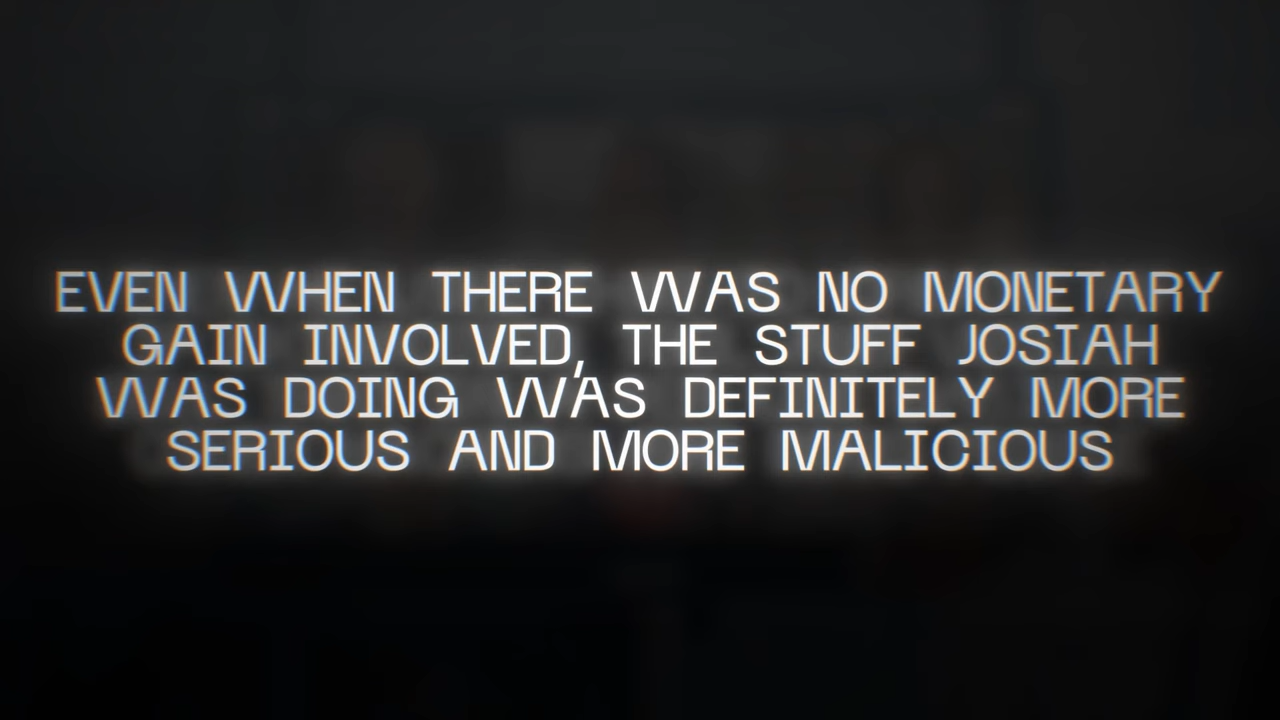 EVEN WHEN THERE WAS NO MONETARY
GAIN INVOLVED, THE STUFF JOSIAH
WAS DOING WAS DEFINITELY MORE
SERIOUS AND MORE MALICIOUS